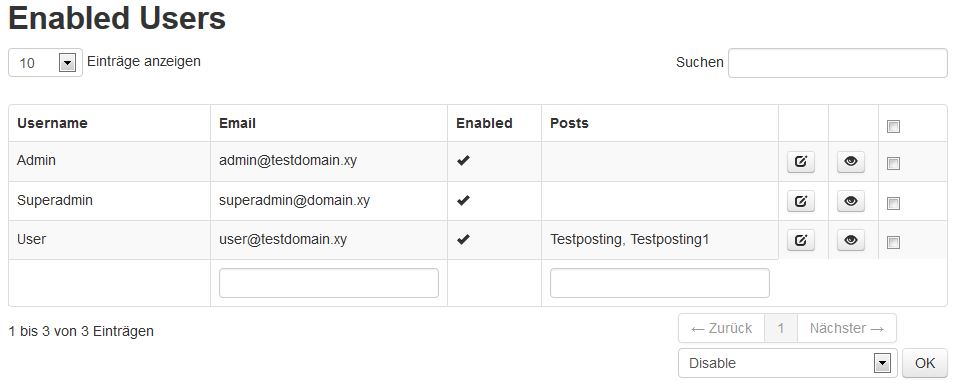 Enabled Users
10 Einträge anzeigen Suchen
Username Email Enabled Posts
Admin admin@testdomain.xy
Superadmin superadmin@domain.xy
User user@testdomain.xy Testposting, Testposting1
1 bis 3 von 3 Einträgen ← Zurück 1 Nächster →
Disable OK